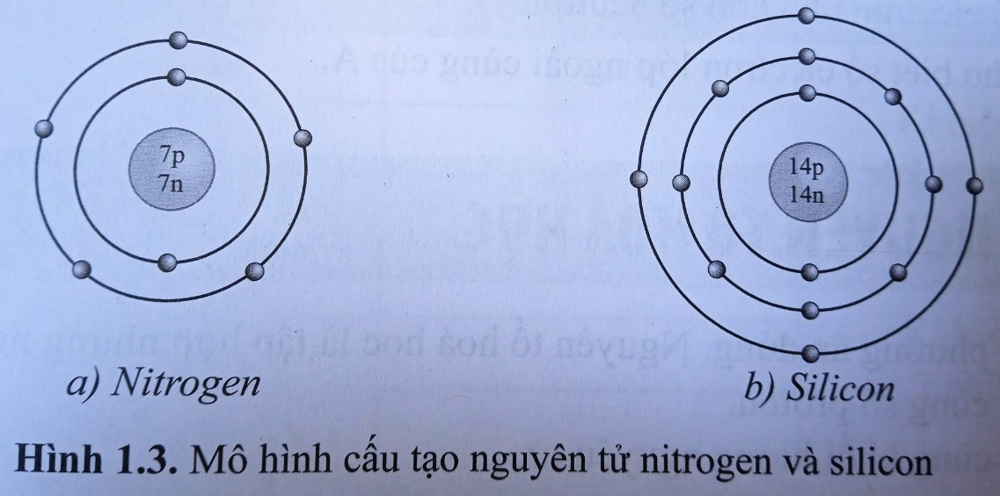 7p
7n
14p
14n
a) Nitrogen
b) Silicon
Hình 1.3. Mô hình cấu tạo nguyên tử nitrogen và silicon